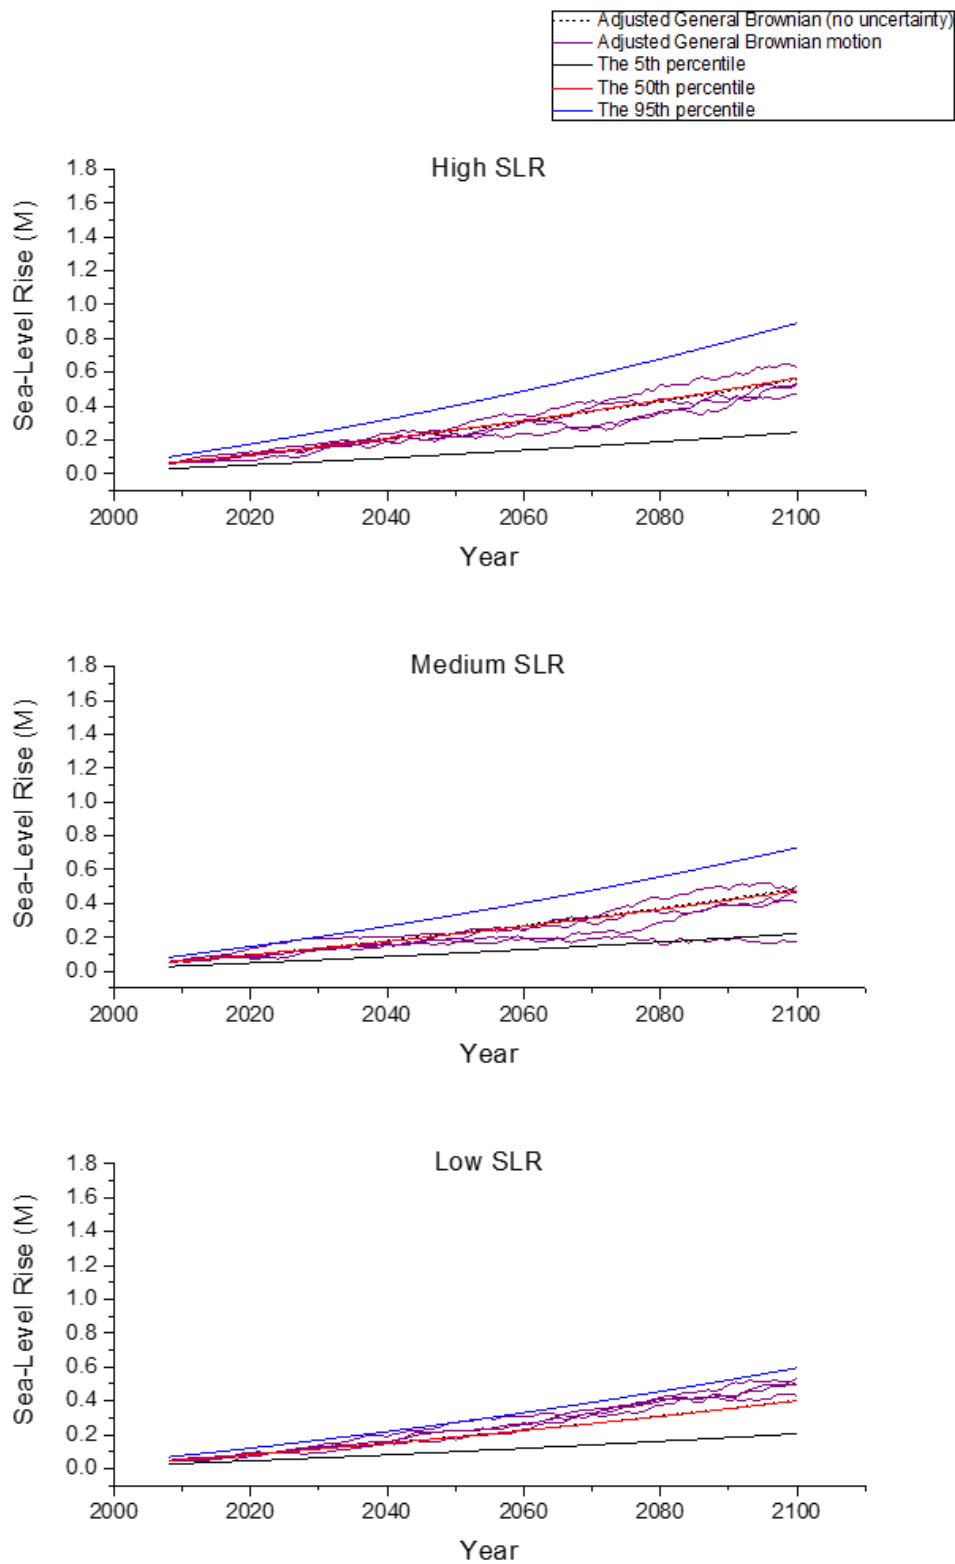 Adjusted General Brownian (no uncertainty)
Adjusted General Brownian motion
The 5th percentile
The 50th percentile
The 95th percentile
High SLR
Sea-Level Rise (M)
1.8
1.6
1.4
1.2
1.0
0.8
0.6
0.4
0.2
0.0
2000 2020 2040 2060 2080 2100
Year
Medium SLR
Sea-Level Rise (M)
1.8
1.6
1.4
1.2
1.0
0.8
0.6
0.4
0.2
0.0
2000 2020 2040 2060 2080 2100
Year
Low SLR
Sea-Level Rise (M)
1.8
1.6
1.4
1.2
1.0
0.8
0.6
0.4
0.2
0.0
2000 2020 2040 2060 2080 2100
Year